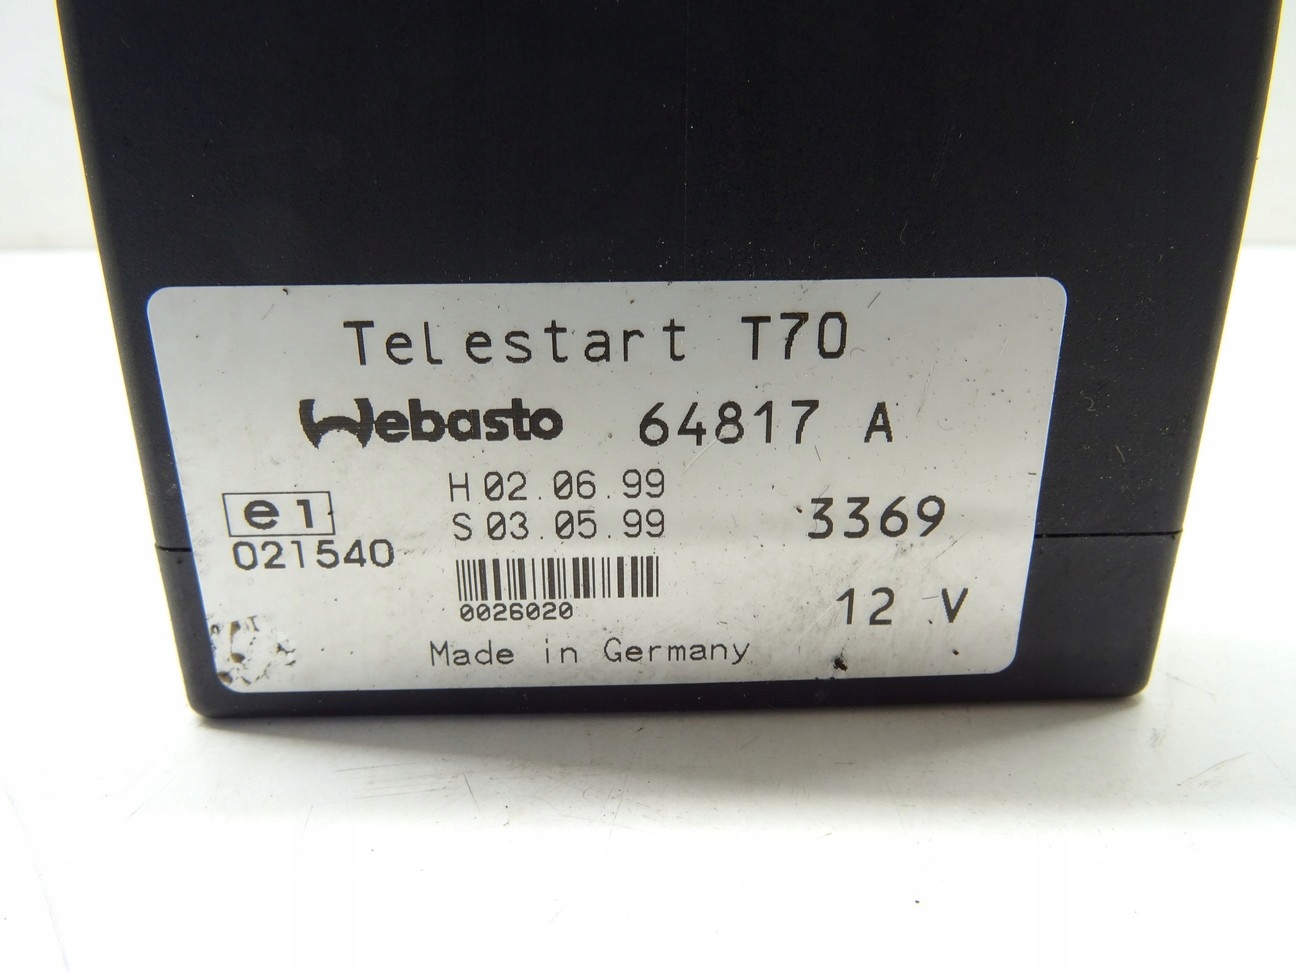 Telestart T70
Webasto 64817 A
H 02.06.99
S 03.05.99
3369
e1
021540
0026020
12 V
Made in Germany